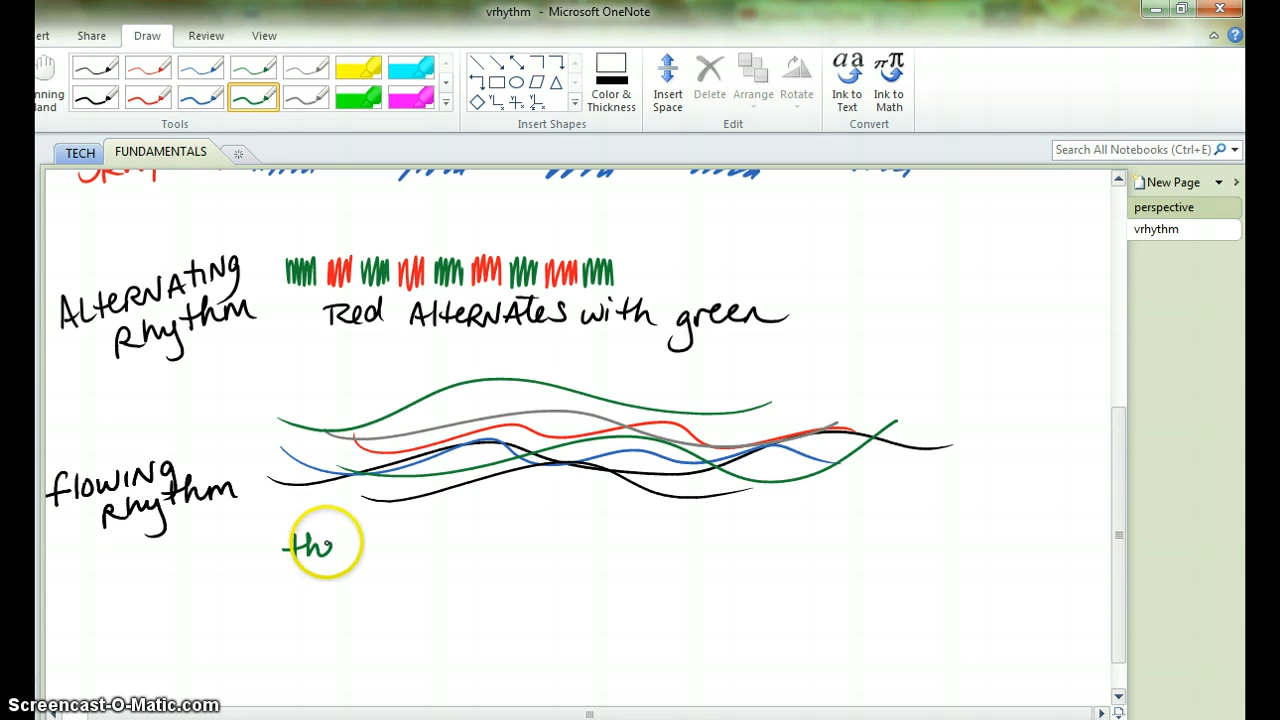 vrhythm - Microsoft OneNote
ert Share Draw Review View
nning
land
Color &
Thickness
Insert
Space
Delete Arrange Rotate
Ink to
Text
Ink to
Math
Tools Insert Shapes Edit Convert
TECH FUNDAMENTALS
Search All Notebooks (Ctrl+E)
New Page
perspective
vrhythm
ALTERNAtiNG
Rhythm
Red AlterNAtes with green
flowiNG
Rhythm
tho
Screencast-O-Matic.com